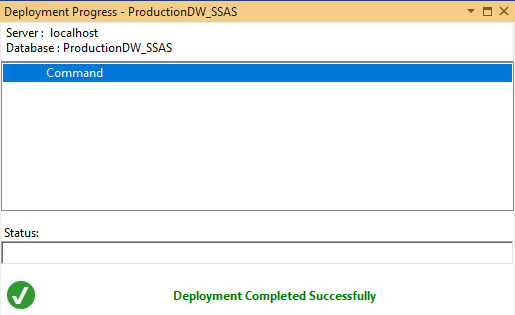 Deployment Progress - ProductionDW_SSAS
Server : localhost
Database : ProductionDW_SSAS
Command
Status:
Deployment Completed Successfully